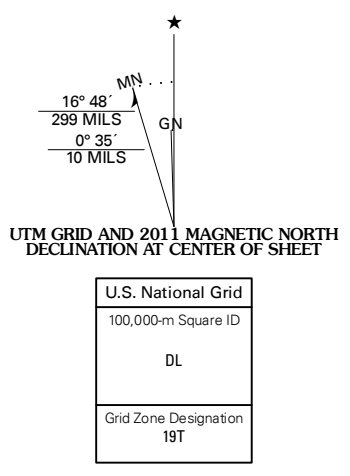 ★
MN
16° 48´
299 MILS
GN
0° 35´
10 MILS
UTM GRID AND 2011 MAGNETIC NORTH
DECLINATION AT CENTER OF SHEET
U.S. National Grid
100,000-m Square ID
DL
Grid Zone Designation
19T